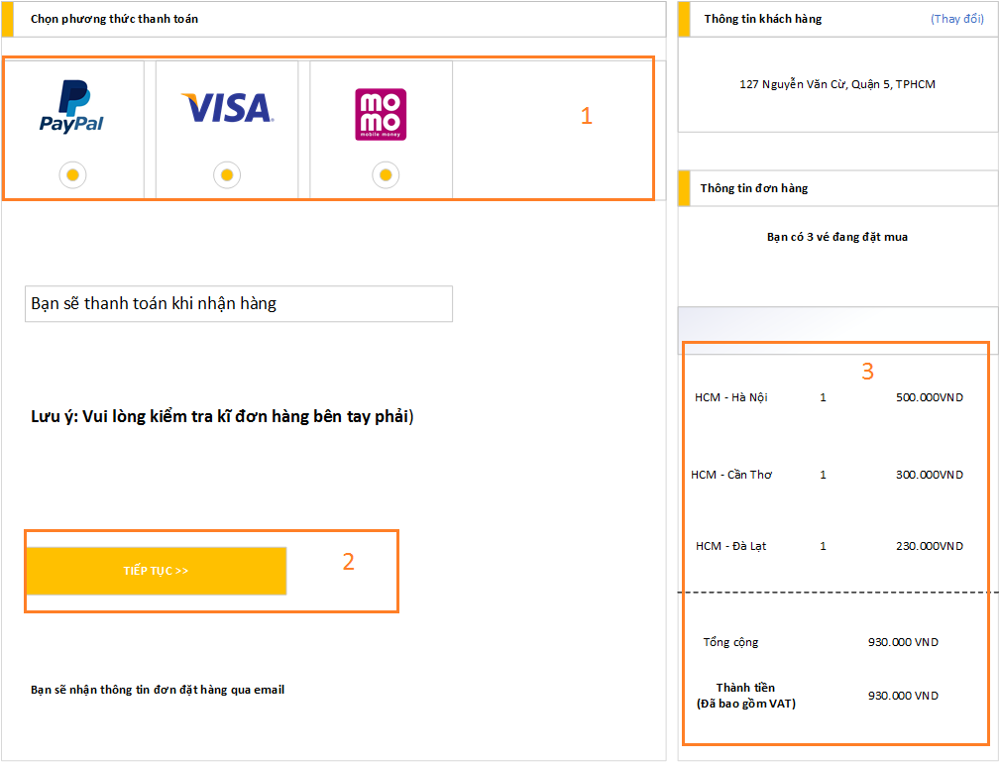 Chọn phương thức thanh toán
PayPal
VISA
mo
mo
mobile money
1
Bạn sẽ thanh toán khi nhận hàng
Lưu ý: Vui lòng kiểm tra kĩ đơn hàng bên tay phải)
TIẾP TỤC >>
2
Bạn sẽ nhận thông tin đơn đặt hàng qua email
Thông tin khách hàng (Thay đổi)
127 Nguyễn Văn Cừ, Quận 5, TPHCM
Thông tin đơn hàng
Bạn có 3 vé đang đặt mua
3
HCM - Hà Nội 1 500.000VND
HCM - Cần Thơ 1 300.000VND
HCM - Đà Lạt 1 230.000VND
Tổng cộng 930.000 VND
Thành tiền
(Đã bao gồm VAT) 930.000 VND